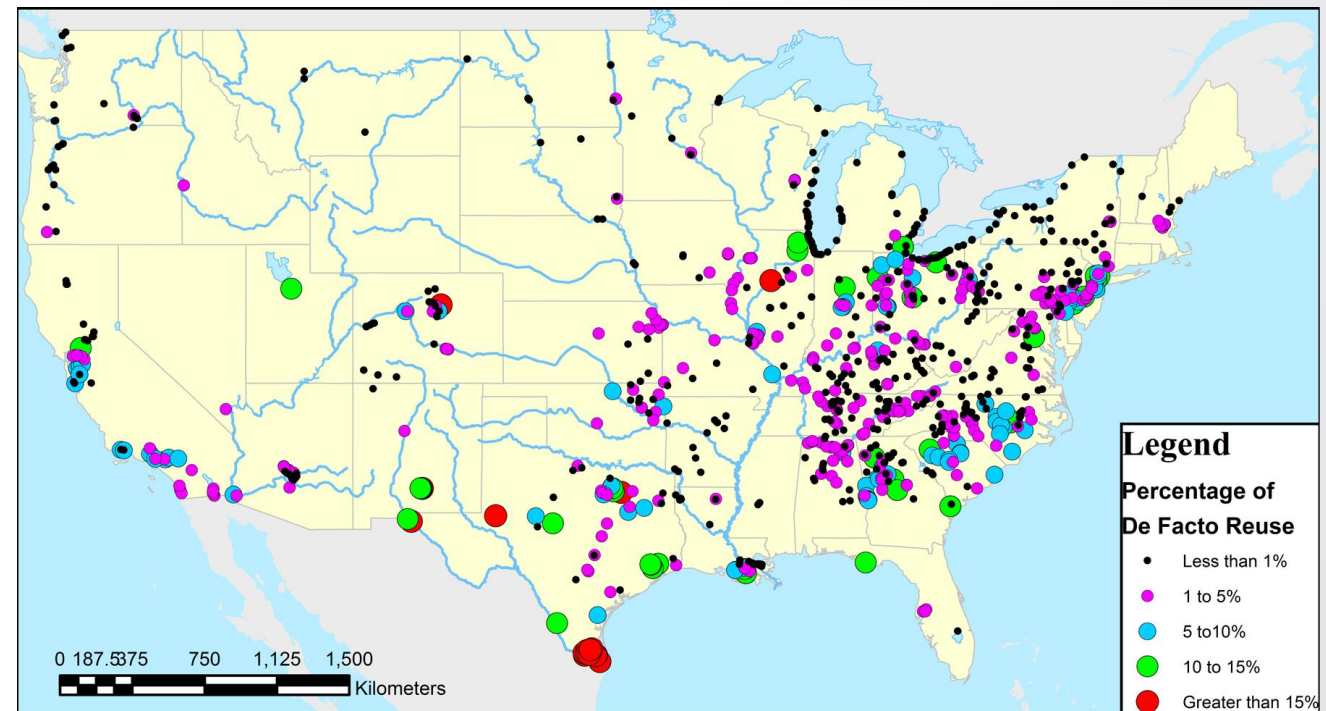 Legend
Percentage of
De Facto Reuse
Less than 1%
1 to 5%
5 to10%
10 to 15%
Greater than 15%
0 187.5375 750 1,125 1,500
Kilometers